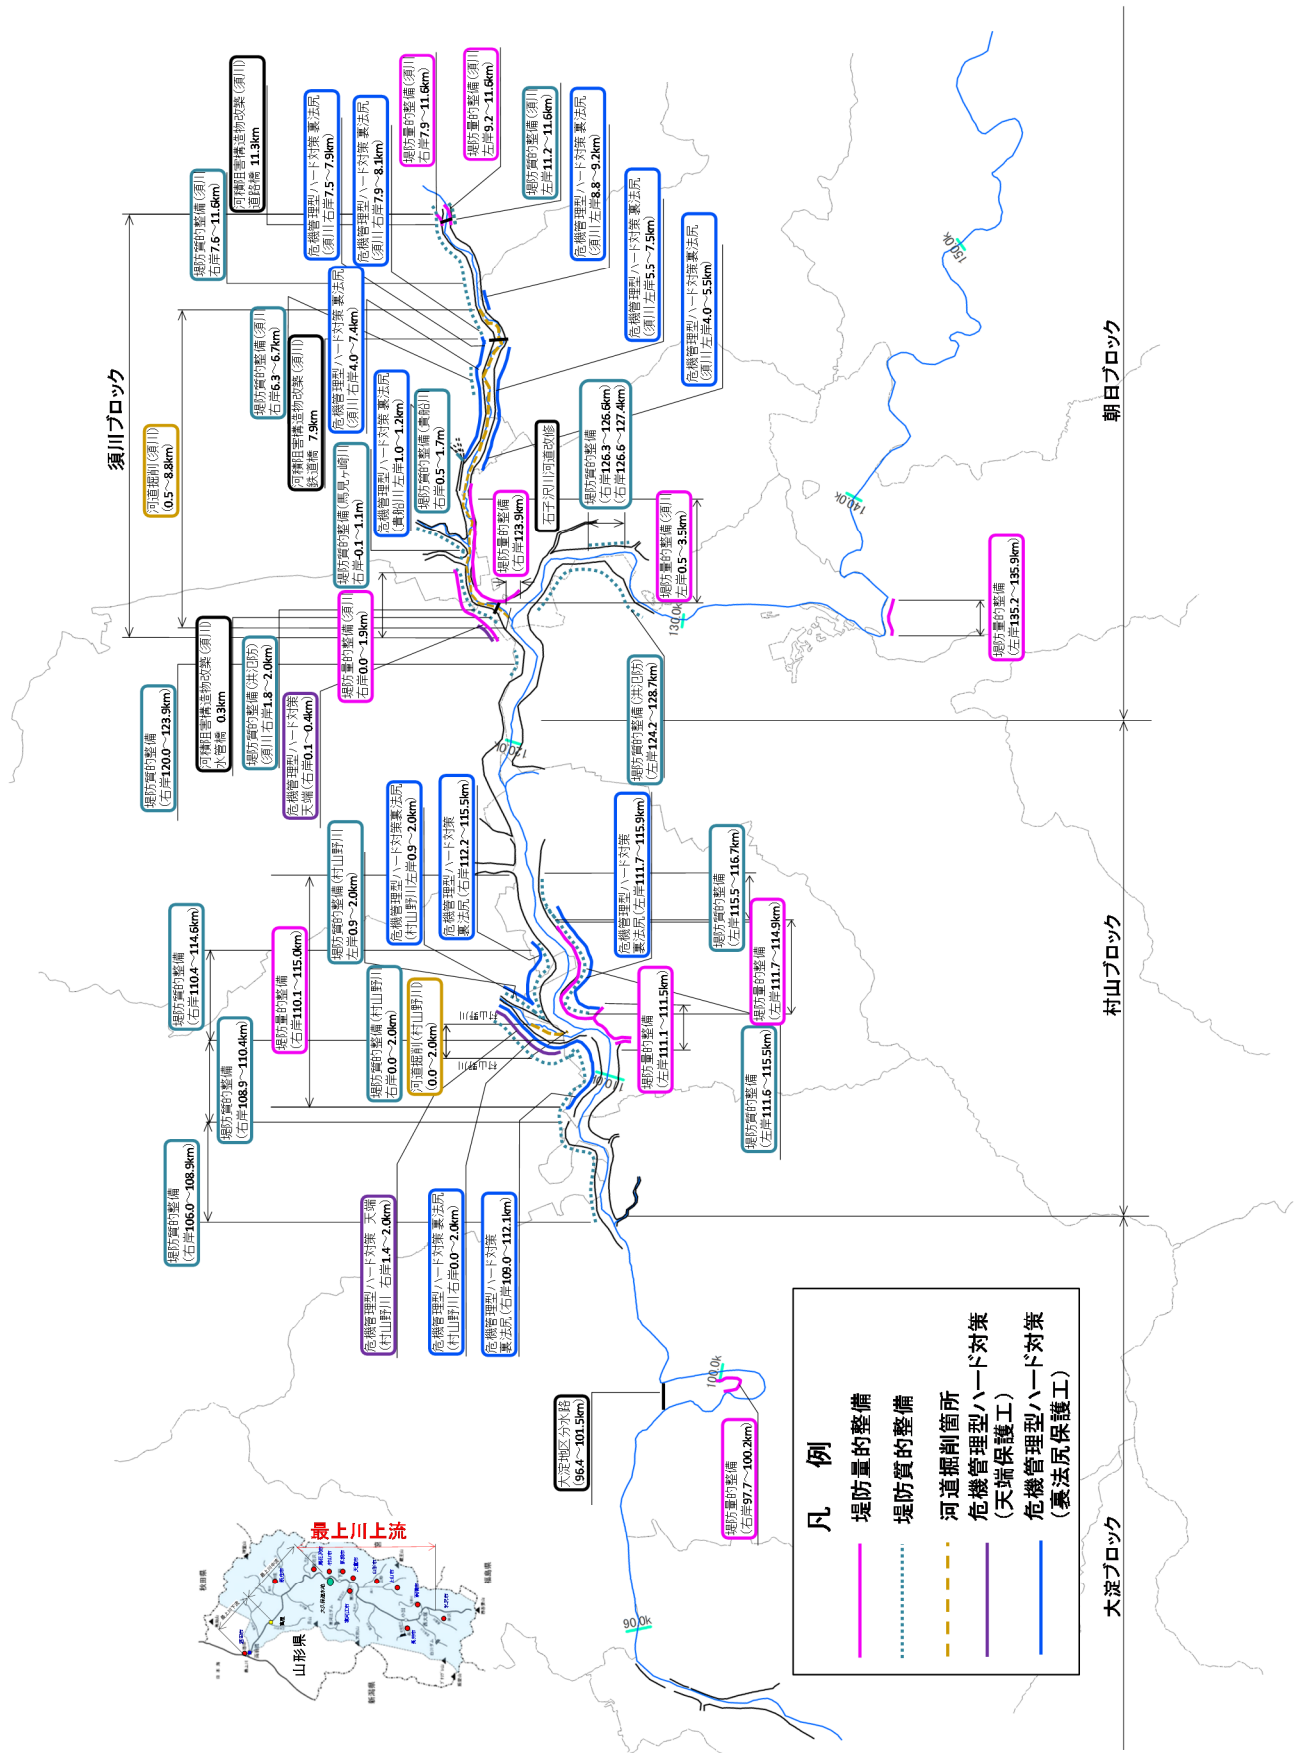 須川ブロック
朝日ブロック
村山ブロック
大淀ブロック
河積阻害構造物改築(須川)
道路橋 11.3km
堤防質的整備(須川
右岸7.6～11.6km)
危機管理型ハード対策 裏法尻
(須川 右岸7.5～7.9km)
危機管理型ハード対策 裏法尻
(須川 右岸7.9～8.1km)
堤防量的整備(須川
右岸7.9～11.6km)
堤防量的整備(須川
左岸9.2～11.6km)
堤防質的整備(須川
左岸11.2～11.6km)
危機管理型ハード対策 裏法尻
(須川 左岸8.8～9.2km)
危機管理型ハード対策 裏法尻
(須川 左岸5.5～7.5km)
危機管理型ハード対策裏法尻
(須川 左岸4.0～5.5km)
堤防質的整備(須川
右岸6.3～6.7km)
河積阻害構造物改築(須川)
鉄道橋 7.9km
危機管理型ハード対策 裏法尻
(須川 右岸4.0～7.4km)
危機管理型ハード対策 裏法尻
(貴船川 左岸1.0～1.2km)
堤防質的整備(貴船川
右岸0.5～1.7m)
河道掘削(須川)
(0.5～8.8km)
堤防質的整備(馬見ヶ崎川
右岸-0.1～1.1m)
堤防量的整備
(右岸123.9km)
石子沢川河道改修
堤防質的整備
(右岸126.3～126.6km)
(右岸126.6～127.4km)
堤防量的整備(須川
左岸0.5～3.5km)
堤防量的整備
(左岸135.2～135.9km)
堤防量的整備(須川
右岸0.0～1.9km)
河積阻害構造物改築(須川)
水管橋 0.3km
堤防質的整備(洪氾防)
(須川 右岸1.8～2.0km)
危機管理型ハード対策
天端(右岸0.1～0.4km)
堤防質的整備
(右岸120.0～123.9km)
堤防質的整備(洪氾防)
(左岸124.2～128.7km)
150.0k
140.0k
130.0k
120.0k
110.0k
100.0k
90.0k
堤防質的整備(村山野川
左岸0.9～2.0km)
危機管理型ハード対策裏法尻
(村山野川左岸0.9～2.0km)
危機管理型ハード対策
裏法尻(右岸112.2～115.5km)
危機管理型ハード対策
裏法尻(左岸111.7～115.9km)
堤防質的整備
(左岸115.5～116.7km)
堤防量的整備
(左岸111.7～114.9km)
堤防量的整備
(左岸111.1～111.5km)
堤防質的整備
(左岸111.6～115.5km)
堤防質的整備
(右岸110.4～114.6km)
堤防量的整備
(右岸110.1～115.0km)
堤防質的整備
(右岸108.9～110.4km)
堤防質的整備
(右岸106.0～108.9km)
堤防質的整備(村山野川
右岸0.0～2.0km)
河道掘削(村山野川)
(0.0～2.0km)
村山野川
村山野川
危機管理型ハード対策 天端
(村山野川 右岸1.4～2.0km)
危機管理型ハード対策 裏法尻
(村山野川 右岸0.0～2.0km)
危機管理型ハード対策
裏法尻(右岸109.0～112.1km)
大淀地区分水路
(96.4～101.5km)
堤防量的整備
(右岸97.7～100.2km)
凡 例
堤防量的整備
堤防質的整備
河道掘削箇所
危機管理型ハード対策
(天端保護工)
危機管理型ハード対策
(裏法尻保護工)
最上川上流
山形県
秋田県
新潟県
福島県